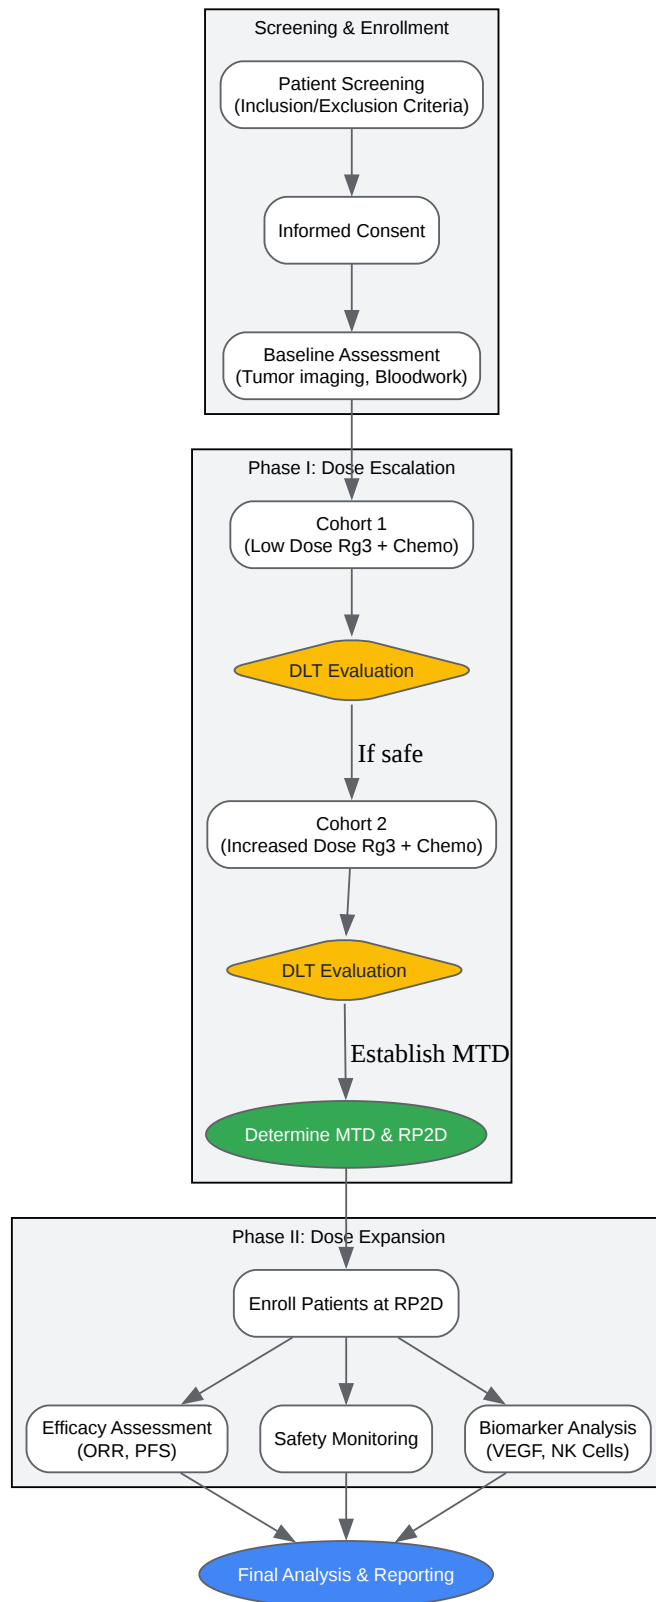 Screening & Enrollment
Patient Screening
(Inclusion/Exclusion Criteria)
Informed Consent
Baseline Assessment
(Tumor imaging, Bloodwork)
Phase I: Dose Escalation
Cohort 1
(Low Dose Rg3 + Chemo)
DLT Evaluation
If safe
Cohort 2
(Increased Dose Rg3 + Chemo)
DLT Evaluation
Establish MTD
Determine MTD & RP2D
Phase II: Dose Expansion
Enroll Patients at RP2D
Efficacy Assessment
(ORR, PFS)
Safety Monitoring
Biomarker Analysis
(VEGF, NK Cells)
Final Analysis & Reporting